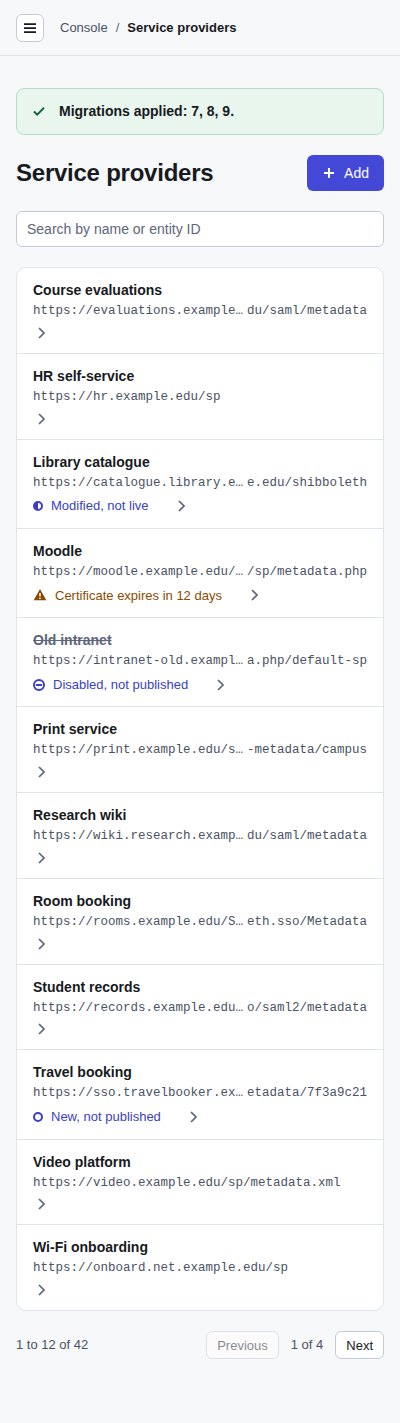 Console / Service providers
Migrations applied: 7, 8, 9.
Service providers
Add
Search by name or entity ID
Course evaluations
https://evaluations.example… du/saml/metadata
HR self-service
https://hr.example.edu/sp
Library catalogue
https://catalogue.library.e… e.edu/shibboleth
Modified, not live
Moodle
https://moodle.example.edu/… /sp/metadata.php
Certificate expires in 12 days
Old intranet
https://intranet-old.exampl… a.php/default-sp
Disabled, not published
Print service
https://print.example.edu/s… -metadata/campus
Research wiki
https://wiki.research.examp… du/saml/metadata
Room booking
https://rooms.example.edu/S… eth.sso/Metadata
Student records
https://records.example.edu… o/saml2/metadata
Travel booking
https://sso.travelbooker.ex… etadata/7f3a9c21
New, not published
Video platform
https://video.example.edu/sp/metadata.xml
Wi-Fi onboarding
https://onboard.net.example.edu/sp
1 to 12 of 42 Previous 1 of 4 Next